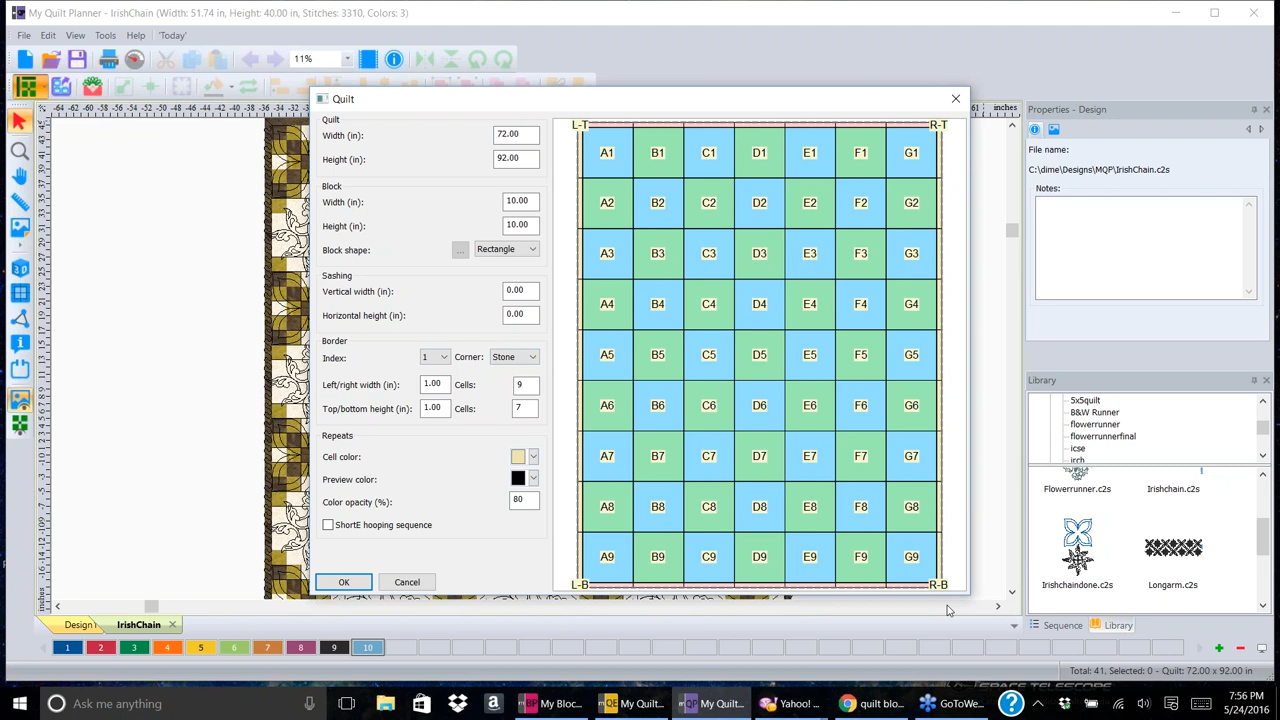 My Quilt Planner - IrishChain (Width: 51.74 in, Height: 40.00 in, Stitches: 3310, Colors: 3)
File Edit View Tools Help 'Today'
11%
Quilt
Quilt
Width (in): 72.00
Height (in): 92.00
Block
Width (in): 10.00
Height (in): 10.00
Block shape: ... Rectangle
Sashing
Vertical width (in): 0.00
Horizontal height (in): 0.00
Border
Index: 1 Corner: Stone
Left/right width (in): 1.00 Cells: 9
Top/bottom height (in): 1.00 Cells: 7
Repeats
Cell color:
Preview color:
Color opacity (%): 80
ShortE hooping sequence
OK Cancel
L-T R-T
A1 B1 C1 D1 E1 F1 G1
A2 B2 C2 D2 E2 F2 G2
A3 B3 C3 D3 E3 F3 G3
A4 B4 C4 D4 E4 F4 G4
A5 B5 C5 D5 E5 F5 G5
A6 B6 C6 D6 E6 F6 G6
A7 B7 C7 D7 E7 F7 G7
A8 B8 C8 D8 E8 F8 G8
A9 B9 C9 D9 E9 F9 G9
L-B R-B
inches
Properties - Design
File name:
C:\dime\Designs\MQP\IrishChain.c2s
Notes:
Library
5x5quilt
B&W Runner
flowerrunner
flowerrunnerfinal
icse
irch
Flowerrunner.c2s Irishchain.c2s
Irishchaindone.c2s Longarm.c2s
Sequence Library
inches
Design1 IrishChain
1 2 3 4 5 6 7 8 9 10
Total: 41, Selected: 0 - Quilt: 72.00 x 92.00 in
SPACE TELESCOPE
Ask me anything
My Bloc... My Quilt... My Quilt... Yahoo! ... quilt blo... GoToWe...
7:56 PM
5/24/2016